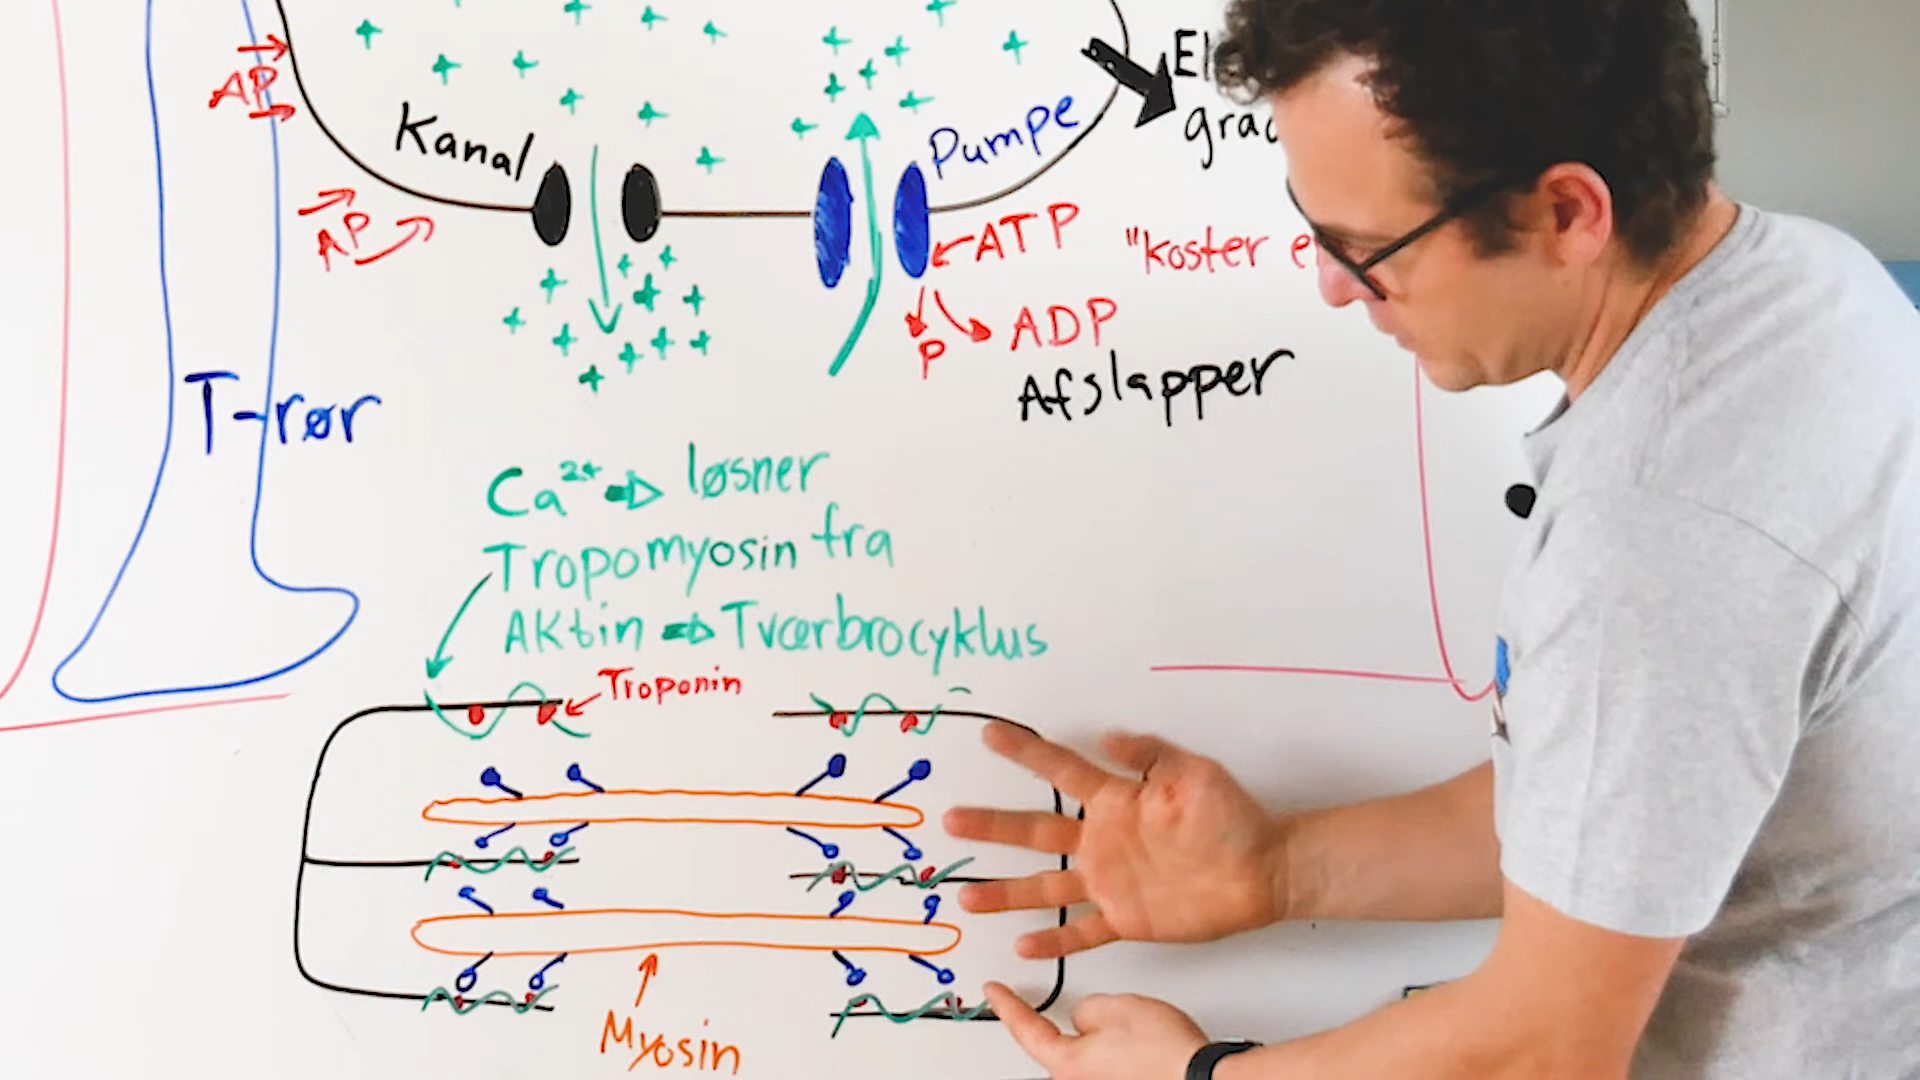 AP
Kanal
Pumpe
AP
ATP
"koster
P
ADP
Afslapper
T-rør
Ca²⁺ ⇒ løsner
Tropomyosin fra
Aktin ⇒ Tværbrocyklus
Troponin
Myosin